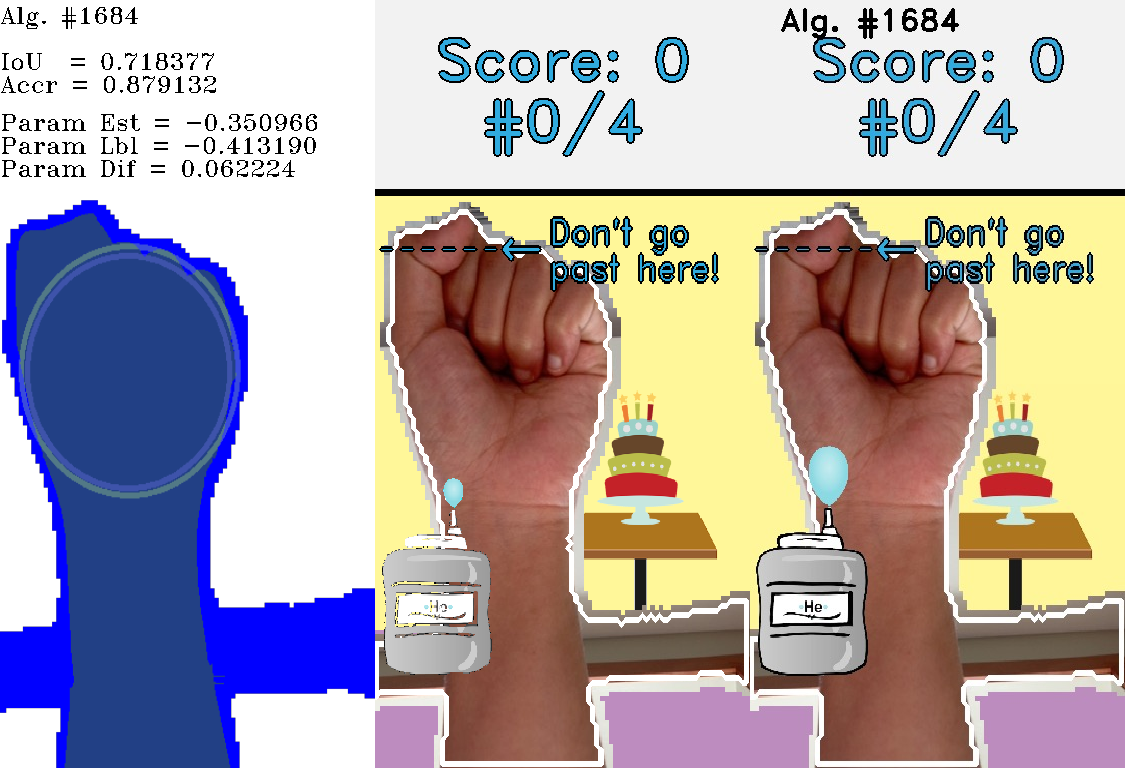 Alg. #1684
IoU = 0.718377
Accr = 0.879132
Param Est = -0.350966
Param Lbl = -0.413190
Param Dif = 0.062224
Score: 0
#0/4
Don't go
past here!
He
Alg. #1684
Score: 0
#0/4
Don't go
past here!
He